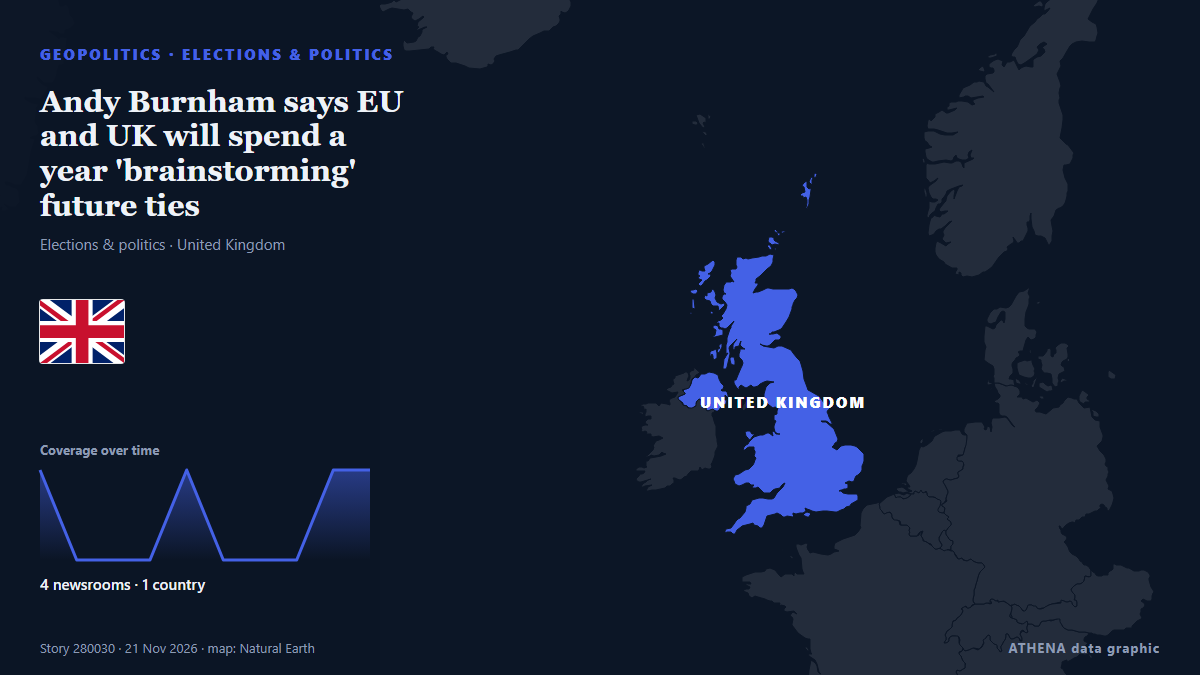 GEOPOLITICS · ELECTIONS & POLITICS
Andy Burnham says EU
and UK will spend a
year 'brainstorming'
future ties
Elections & politics · United Kingdom
UNITED KINGDOM
Coverage over time
4 newsrooms · 1 country
Story 280030 · 21 Nov 2026 · map: Natural Earth
ATHENA data graphic